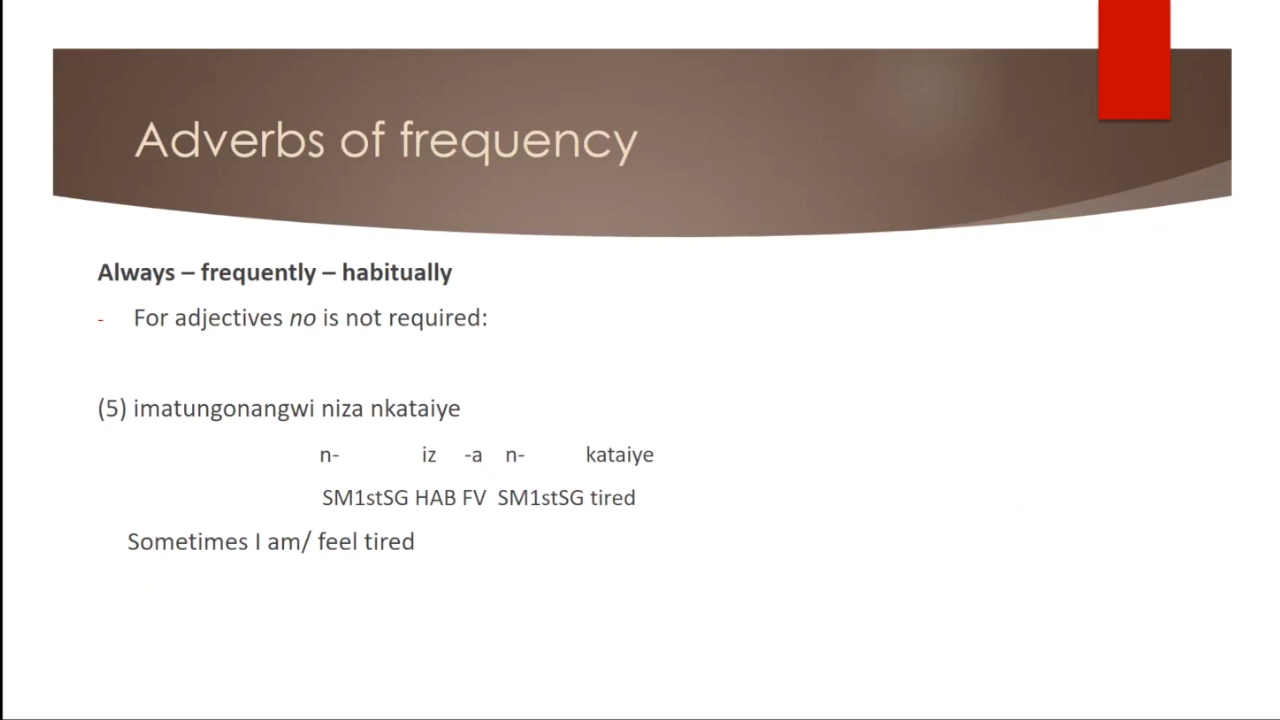 Adverbs of frequency
Always – frequently – habitually
- For adjectives no is not required:
(5) imatungonangwi niza nkataiye
n- iz -a n- kataiye
SM1stSG HAB FV SM1stSG tired
Sometimes I am/ feel tired